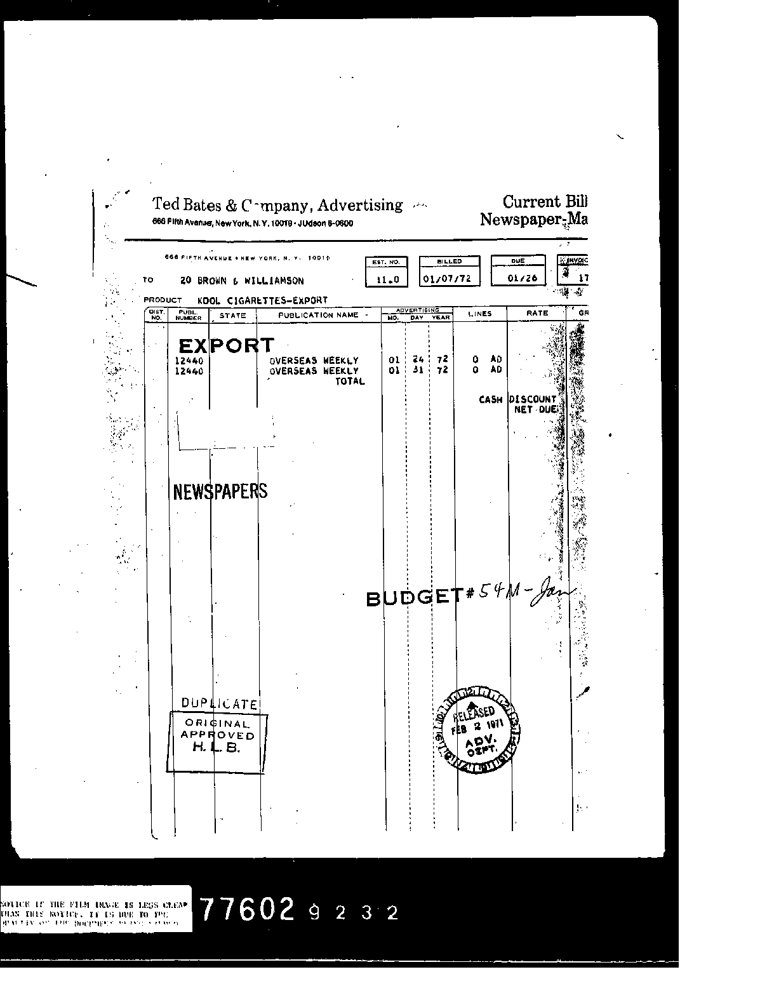 Ted Bates & C mpany, Advertising
Current Bill
666 Fifth Avenue, New York, N.Y. 10019 - JUdson 6-0600
Newspaper-Ma
666 FIFTH AVENUE • NEW YORK, N. Y. 10019
EST. NO. BILLED DUE INVOIC
TO 20 BROWN & WILLIAMSON 11.0 01/07/72 01/26 17
PRODUCT KOOL CIGARETTES-EXPORT
DIST. NO. PUBL. NUMBER STATE PUBLICATION NAME ADVERTISING MO. DAY YEAR LINES RATE GR
EXPORT
12440 OVERSEAS WEEKLY 01 24 72 0 AD
12440 OVERSEAS WEEKLY 01 31 72 0 AD
TOTAL
CASH DISCOUNT
NET DUE
NEWSPAPERS
BUDGET # 54M - Jan
DUPLICATE
ORIGINAL
APPROVED
H. L. B.
RELEASED
FEB 2 1971
ADV.
DEPT.
NOTICE IF THE FILM IMAGE IS LESS CLEAR
THAN THIS NOTICE, IT IS DUE TO THE
QUALITY OF THE DOCUMENT
77602 9232